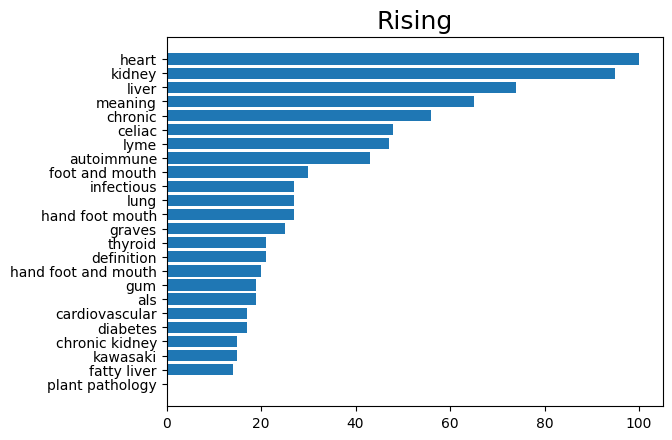 Rising
heart
kidney
liver
meaning
chronic
celiac
lyme
autoimmune
foot and mouth
infectious
lung
hand foot mouth
graves
thyroid
definition
hand foot and mouth
gum
als
cardiovascular
diabetes
chronic kidney
kawasaki
fatty liver
plant pathology
0 20 40 60 80 100